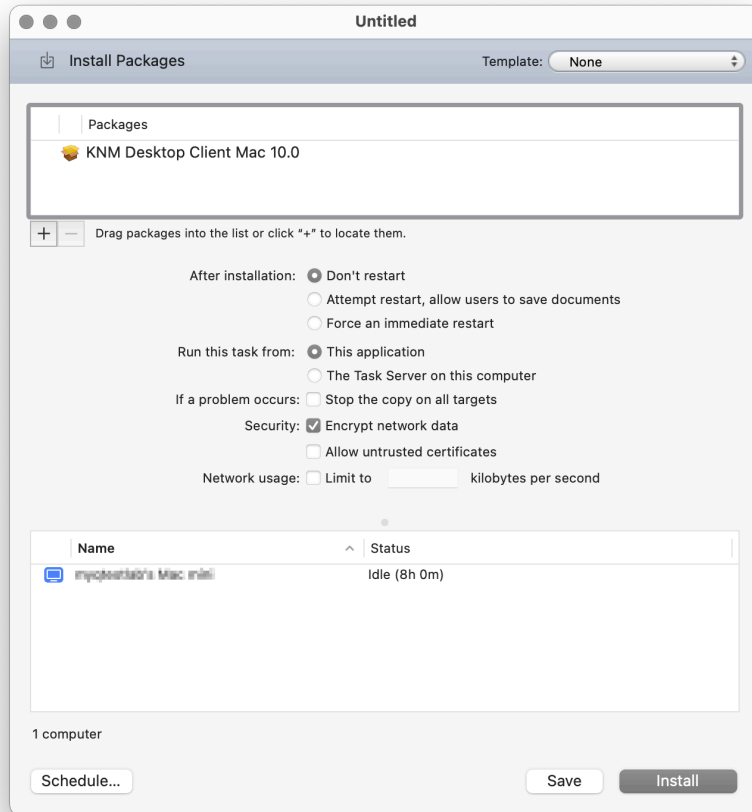 Untitled
Install Packages
Template: None
Packages
KNM Desktop Client Mac 10.0
+ − Drag packages into the list or click “+” to locate them.
After installation: Don't restart
Attempt restart, allow users to save documents
Force an immediate restart
Run this task from: This application
The Task Server on this computer
If a problem occurs: Stop the copy on all targets
Security: Encrypt network data
Allow untrusted certificates
Network usage: Limit to kilobytes per second
Name Status
Mac mini Idle (8h 0m)
1 computer
Schedule... Save Install